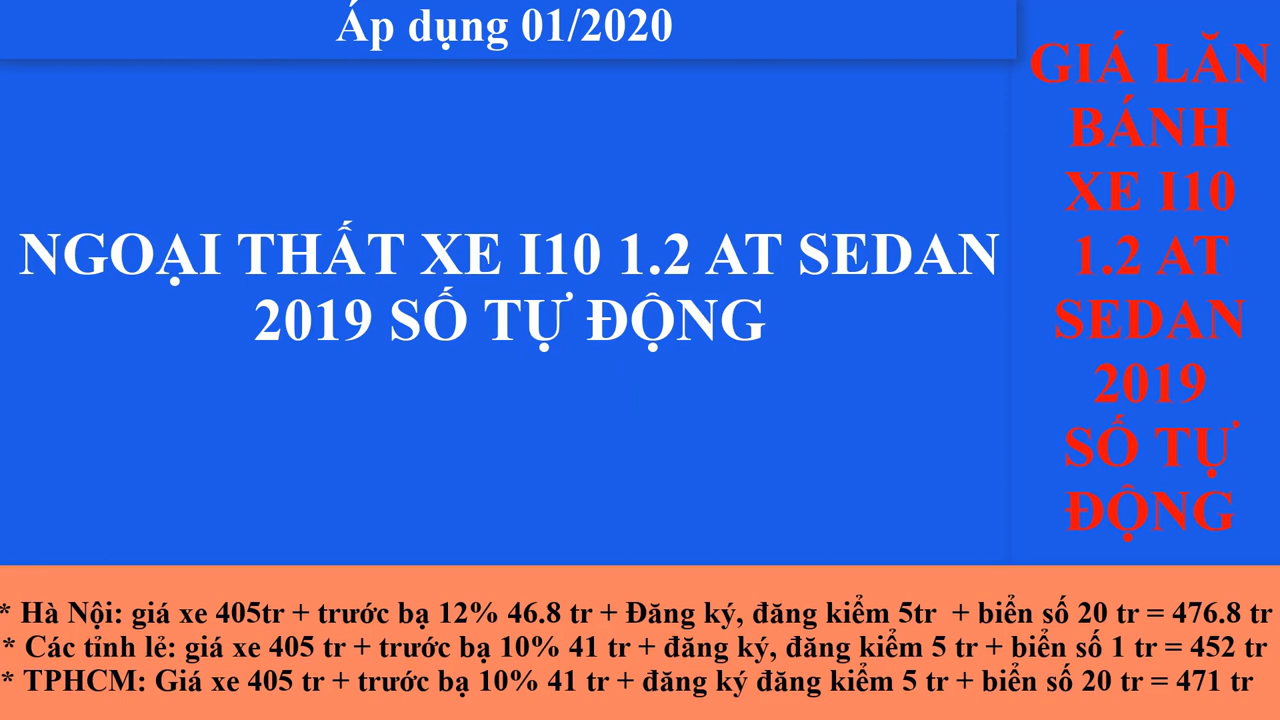 Áp dụng 01/2020
NGOẠI THẤT XE I10 1.2 AT SEDAN
2019 SỐ TỰ ĐỘNG
GIÁ LĂN
BÁNH
XE I10
1.2 AT
SEDAN
2019
SỐ TỰ
ĐỘNG
* Hà Nội: giá xe 405tr + trước bạ 12% 46.8 tr + Đăng ký, đăng kiểm 5tr + biển số 20 tr = 476.8 tr
* Các tỉnh lẻ: giá xe 405 tr + trước bạ 10% 41 tr + đăng ký, đăng kiểm 5 tr + biển số 1 tr = 452 tr
* TPHCM: Giá xe 405 tr + trước bạ 10% 41 tr + đăng ký đăng kiểm 5 tr + biển số 20 tr = 471 tr